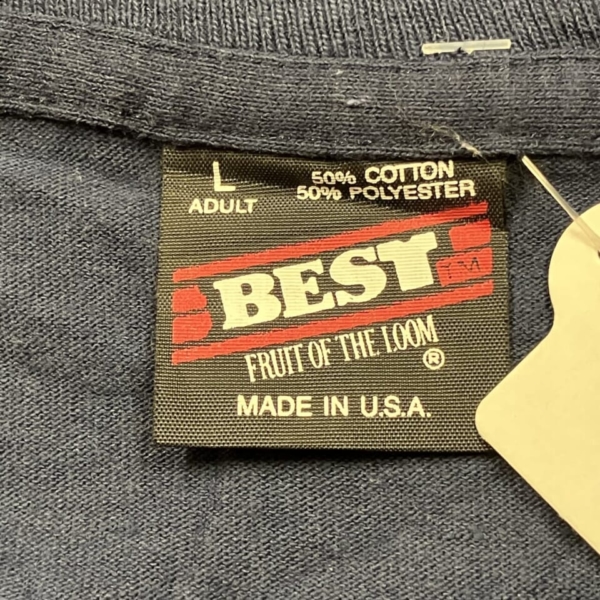 L
ADULT
50% COTTON
50% POLYESTER
BEST
TM
FRUIT OF THE LOOM
®
MADE IN U.S.A.